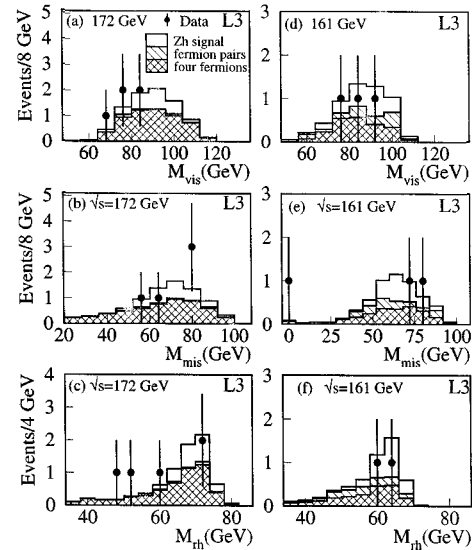 (a) 172 GeV ● Data L3
Zh signal
fermion pairs
four fermions
Events/8 GeV
4
3
2
1
0
60 80 100 120
M_vis(GeV)
(d) 161 GeV L3
3
2
1
0
60 80 100 120
M_vis(GeV)
(b) √s=172 GeV L3
Events/8 GeV
5
4
3
2
1
0
20 40 60 80 100
M_mis(GeV)
(e) √s=161 GeV L3
3
2
1
0
0 25 50 75 100
M_mis(GeV)
(c) √s=172 GeV L3
Events/4 GeV
4
3
2
1
0
40 60 80
M_rh(GeV)
(f) √s=161 GeV L3
3
2
1
0
40 60 80
M_rh(GeV)